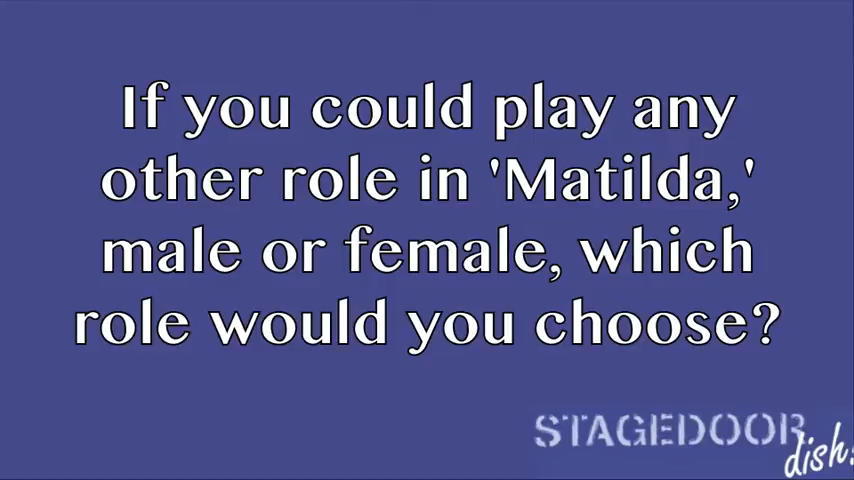 If you could play any
other role in 'Matilda,'
male or female, which
role would you choose?
STAGEDOOR
dish!